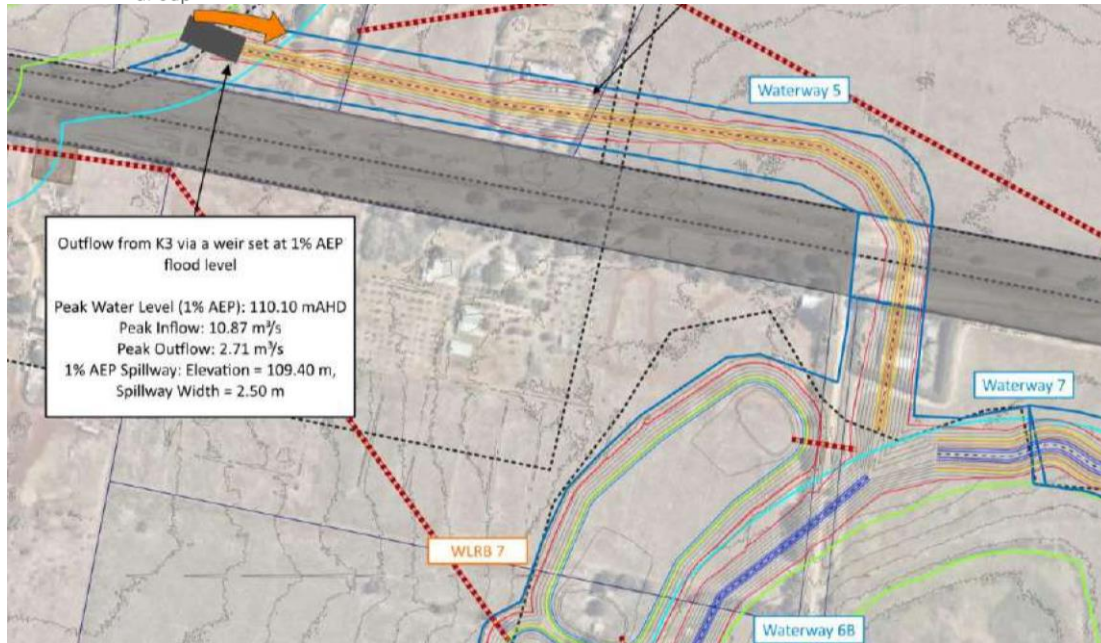 Waterway 5
Outflow from K3 via a weir set at 1% AEP
flood level
Peak Water Level (1% AEP): 110.10 mAHD
Peak Inflow: 10.87 m³/s
Peak Outflow: 2.71 m³/s
1% AEP Spillway: Elevation = 109.40 m,
Spillway Width = 2.50 m
Waterway 7
WLRB 7
Waterway 6B